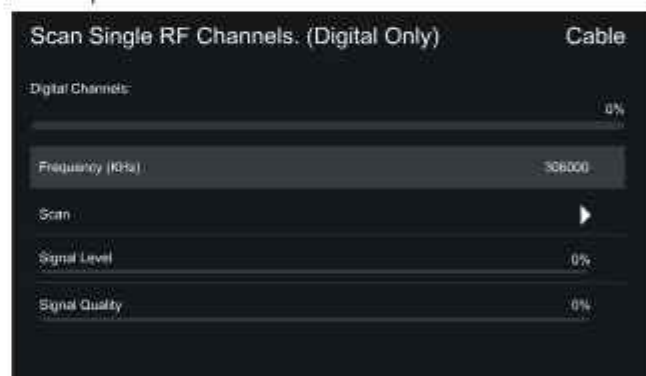 Scan Single RF Channels. (Digital Only) Cable
Digital Channels:
0%
Frequency (KHz) 306000
Scan
Signal Level 0%
Signal Quality 0%